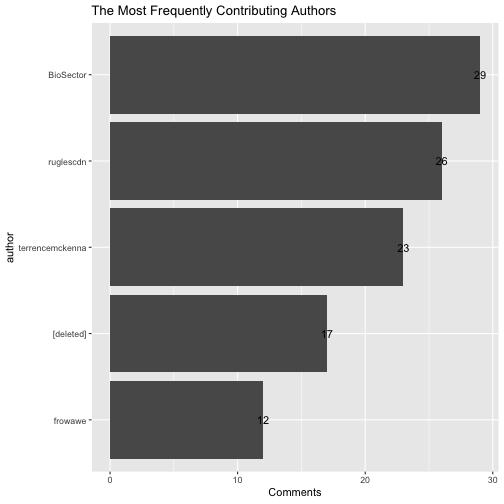 The Most Frequently Contributing Authors
BioSector
29
ruglescdn
26
terrencemckenna
23
[deleted]
17
frowawe
12
author
0
10
20
30
Comments